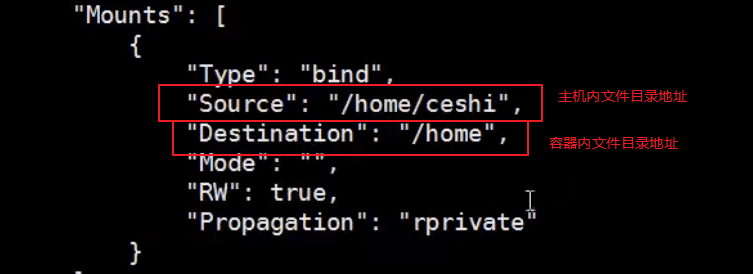 "Mounts": [
{
"Type": "bind",
"Source": "/home/ceshi", 主机内文件目录地址
"Destination": "/home", 容器内文件目录地址
"Mode": "",
"RW": true,
"Propagation": "rprivate"
}